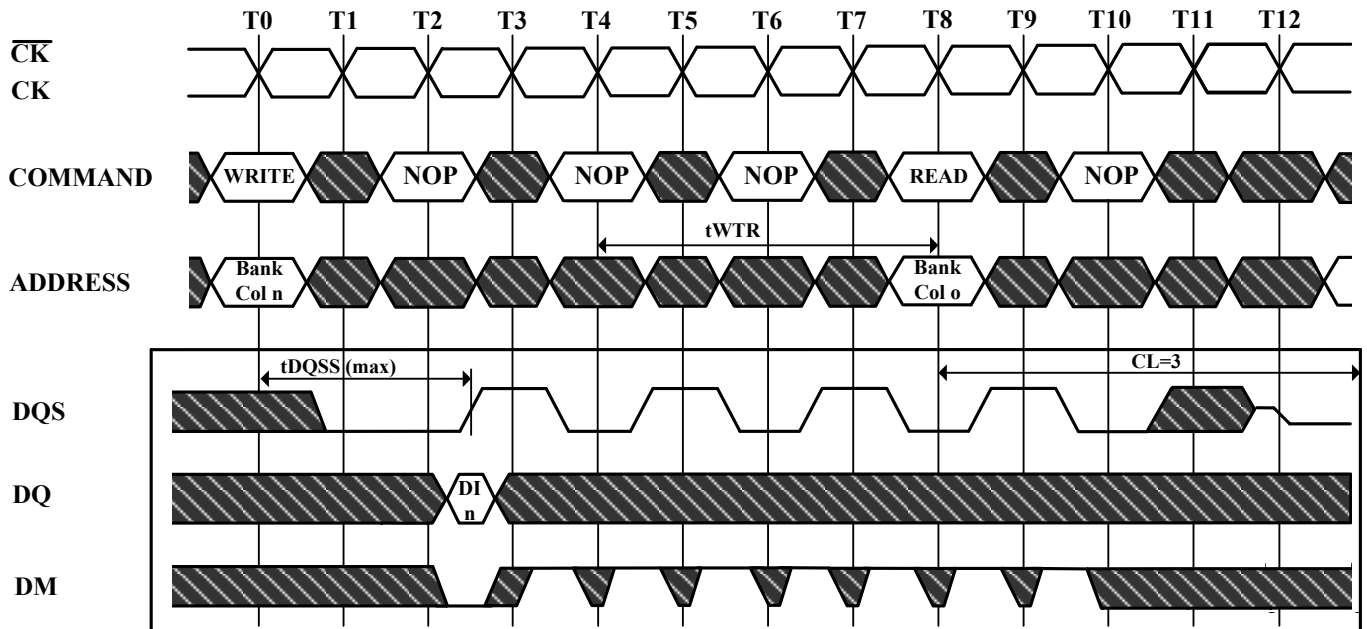 T0 T1 T2 T3 T4 T5 T6 T7 T8 T9 T10 T11 T12
CK
CK
COMMAND
WRITE NOP NOP NOP READ NOP
tWTR
ADDRESS
Bank
Col n
Bank
Col o
tDQSS (max)
CL=3
DQS
DQ
DI
n
DM